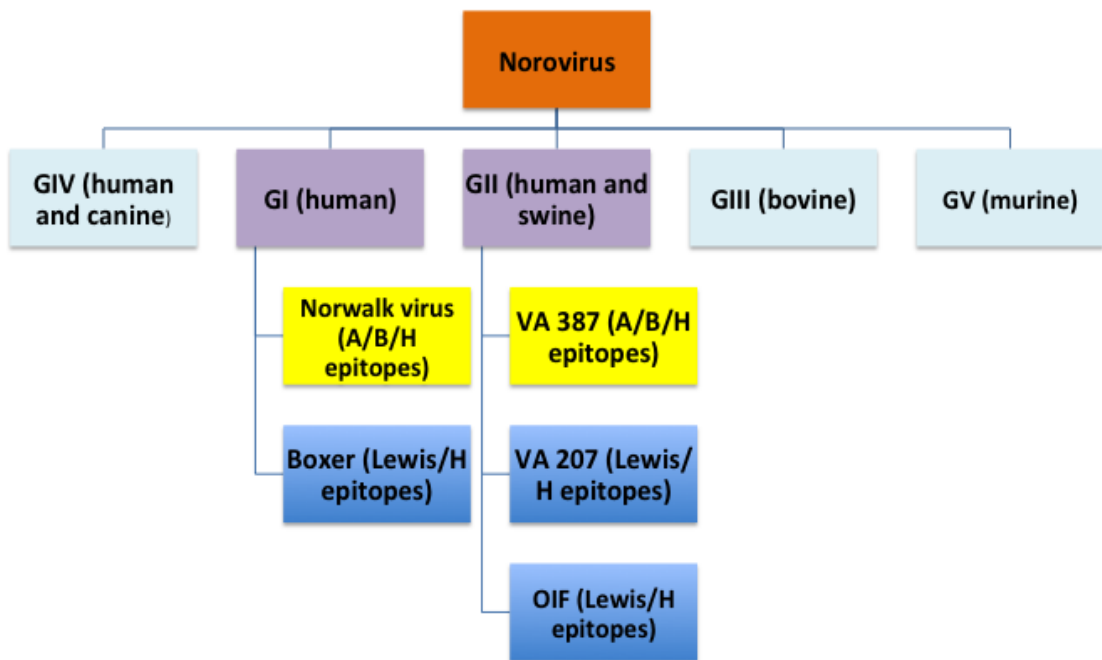 Norovirus
GIV (human
and canine)
GI (human)
GII (human and
swine)
GIII (bovine)
GV (murine)
Norwalk virus
(A/B/H
epitopes)
VA 387 (A/B/H
epitopes)
Boxer (Lewis/H
epitopes)
VA 207 (Lewis/
H epitopes)
OIF (Lewis/H
epitopes)